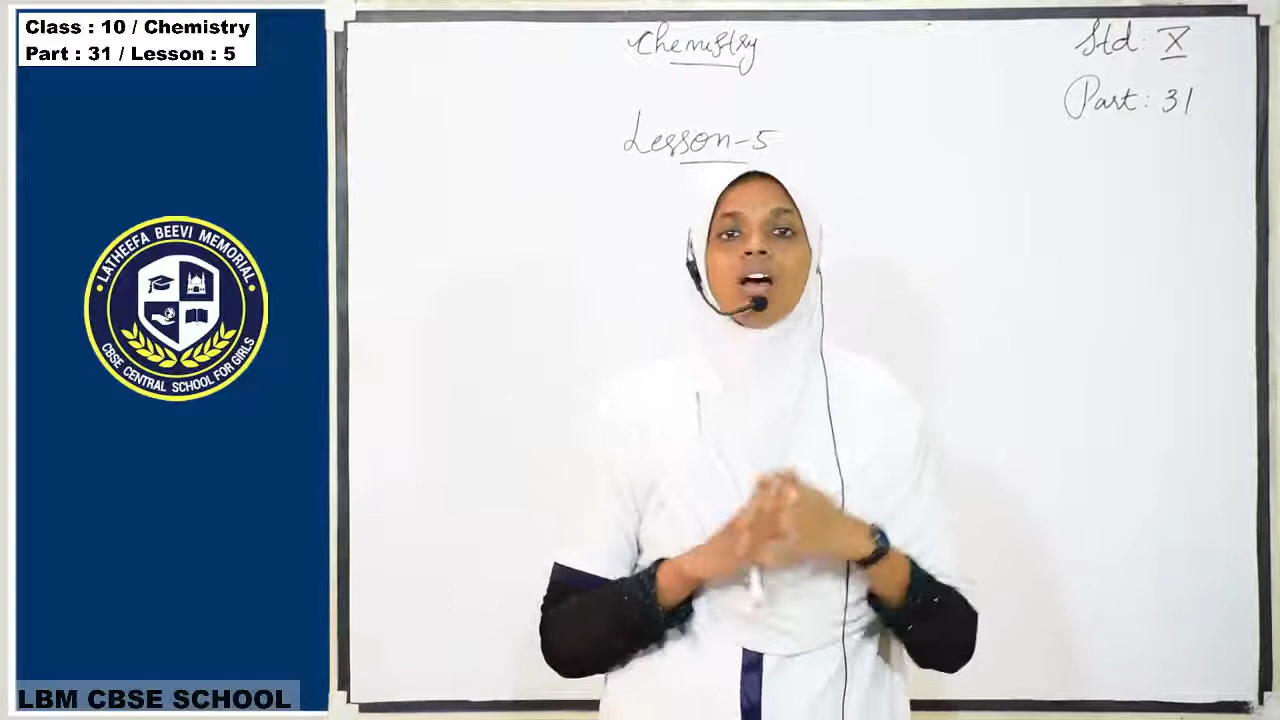 Class : 10 / Chemistry
Part : 31 / Lesson : 5
Chemistry
Std: X
Part: 31
Lesson-5
LATHEEFA BEEVI MEMORIAL
CBSE CENTRAL SCHOOL FOR GIRLS
LBM CBSE SCHOOL